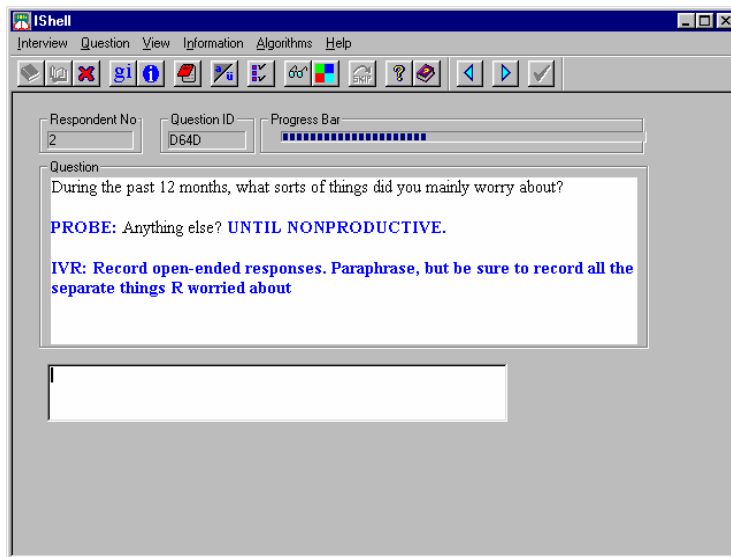 IShell
Interview Question View Information Algorithms Help
gi i a/ü SKIP ?
Respondent No Question ID Progress Bar
2 D64D
Question
During the past 12 months, what sorts of things did you mainly worry about?
PROBE: Anything else? UNTIL NONPRODUCTIVE.
IVR: Record open-ended responses. Paraphrase, but be sure to record all the
separate things R worried about